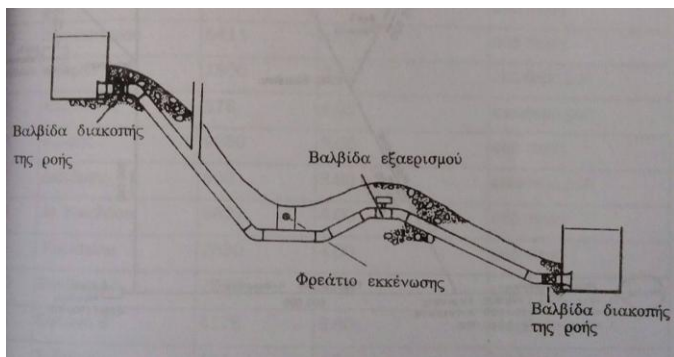 Βαλβίδα διακοπής
της ροής
Βαλβίδα εξαερισμού
Φρεάτιο εκκένωσης
Βαλβίδα διακοπής
της ροής